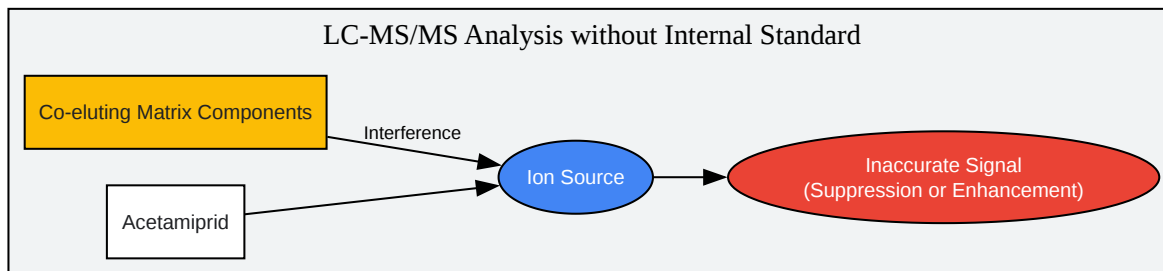 LC-MS/MS Analysis without Internal Standard
Co-eluting Matrix Components
Interference
Acetamiprid
Ion Source
Inaccurate Signal
(Suppression or Enhancement)